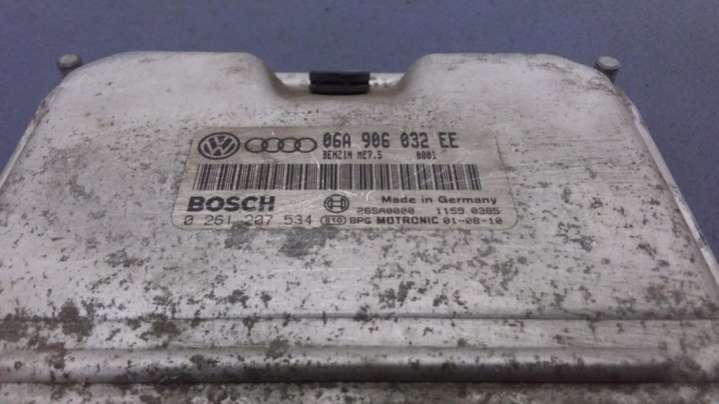 06A 906 032 EE
BENZIN ME7.5 0001
BOSCH Made in Germany
26SA0000 1159 0385
0 261 207 534 010 BPG MOTRONIC 01-08-10